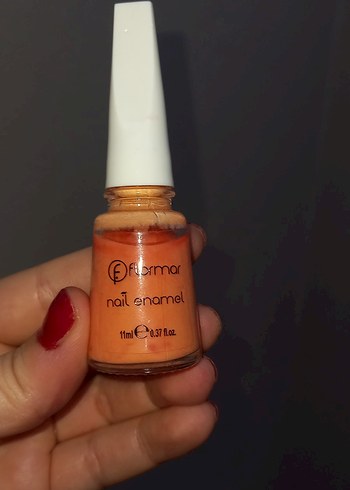 F flormar
nail enamel
11ml ℮ 0.37 fl.oz.